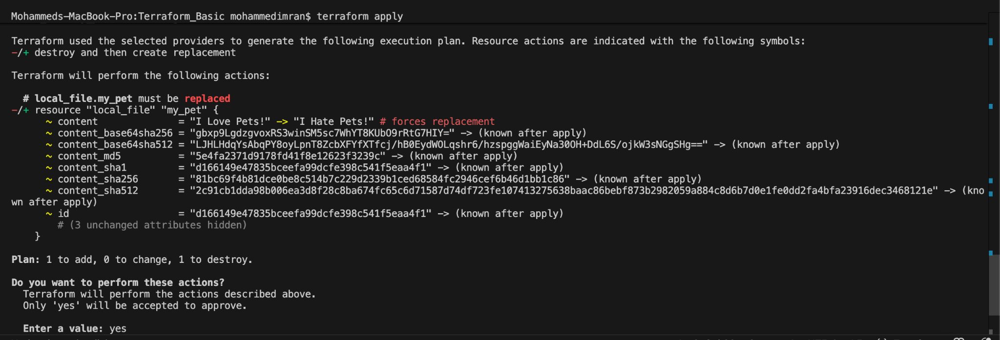 Mohammeds-MacBook-Pro:Terraform_Basic mohammedimran$ terraform apply
Terraform used the selected providers to generate the following execution plan. Resource actions are indicated with the following symbols:
-/+ destroy and then create replacement
Terraform will perform the following actions:
# local_file.my_pet must be replaced
-/+ resource "local_file" "my_pet" {
~ content = "I Love Pets!" -> "I Hate Pets!" # forces replacement
~ content_base64sha256 = "gbxp9LgdzgvoxRS3winSM5sc7WhYT8KUbO9rRtG7HIY=" -> (known after apply)
~ content_base64sha512 = "LJHLHdqYsAbqPY8oyLpnT8ZcbXFYfXTfcj/hB0EydWOLqshr6/hzspggWaiEyNa30OH+DdL6S/ojkW3sNGgSHg==" -> (known after apply)
~ content_md5 = "5e4fa2371d9178fd41f8e12623f3239c" -> (known after apply)
~ content_sha1 = "d166149e47835bceefa99dcfe398c541f5eaa4f1" -> (known after apply)
~ content_sha256 = "81bc69f4b81dce0be8c514b7c229d2339b1ced68584fc2946cef6b46d1bb1c86" -> (known after apply)
~ content_sha512 = "2c91cb1dda98b006ea3d8f28c8ba674fc65c6d71587d74df723fe107413275638baac86bebf873b2982059a884c8d6b7d0e1fe0dd2fa4bfa23916dec3468121e" -> (kno
wn after apply)
~ id = "d166149e47835bceefa99dcfe398c541f5eaa4f1" -> (known after apply)
# (3 unchanged attributes hidden)
}
Plan: 1 to add, 0 to change, 1 to destroy.
Do you want to perform these actions?
Terraform will perform the actions described above.
Only 'yes' will be accepted to approve.
Enter a value: yes